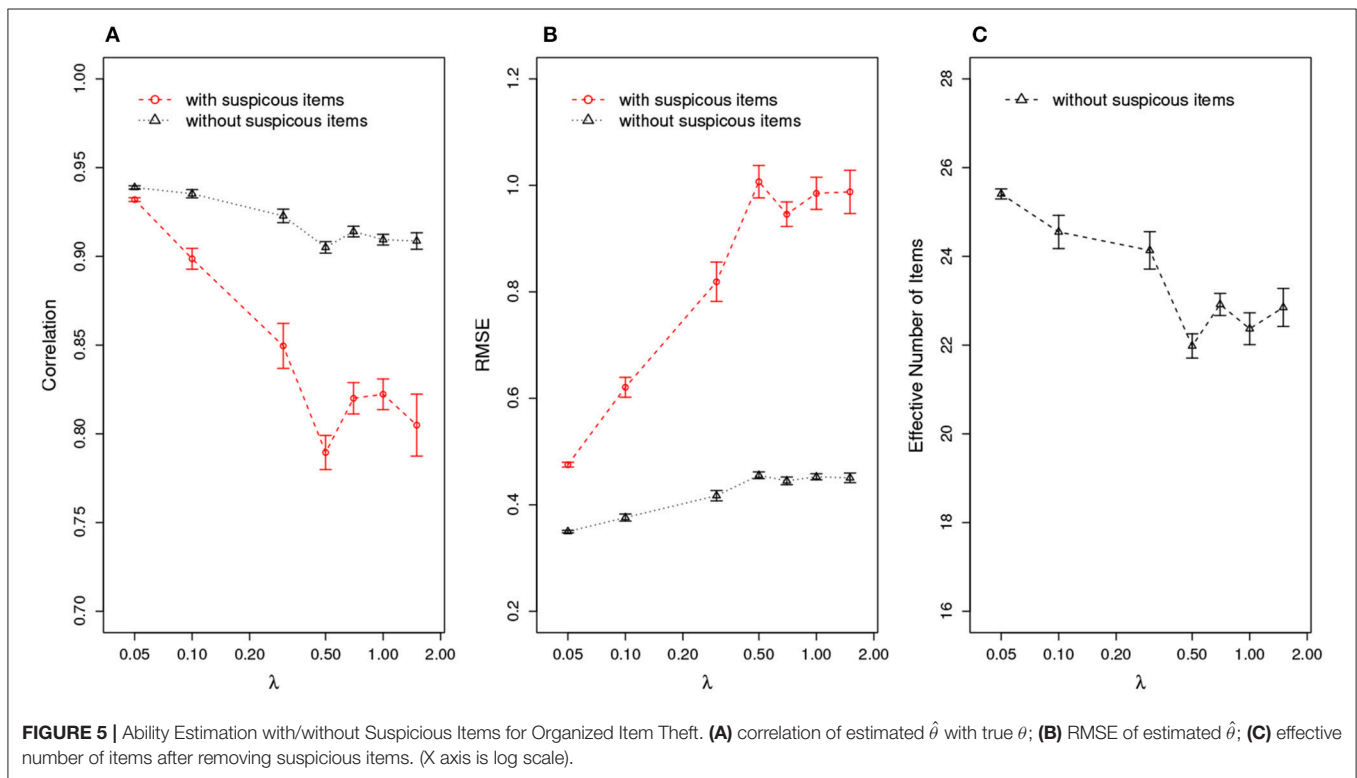 A
B
C
1.00
0.95
0.90
0.85
0.80
0.75
0.70
Correlation
with suspicous items
without suspicous items
0.05 0.10 0.20 0.50 1.00 2.00
λ
1.2
1.0
0.8
0.6
0.4
0.2
RMSE
with suspicous items
without suspicous items
0.05 0.10 0.20 0.50 1.00 2.00
λ
28
26
24
22
20
18
16
Effective Number of Items
without suspicous items
0.05 0.10 0.20 0.50 1.00 2.00
λ
FIGURE 5 | Ability Estimation with/without Suspicious Items for Organized Item Theft. (A) correlation of estimated θ̂ with true θ; (B) RMSE of estimated θ̂; (C) effective
number of items after removing suspicious items. (X axis is log scale).